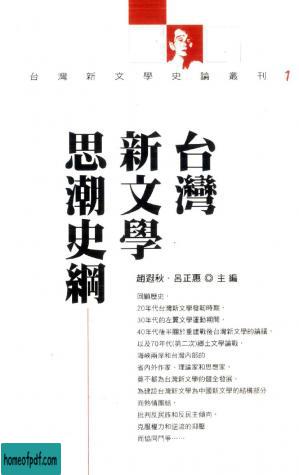 台灣新文學史論叢刊 1
台灣
新文學
思潮史綱
趙遐秋、呂正惠◎主編
回顧歷史，
20年代台灣新文學發軔時期，
30年代的左翼文學運動期間，
40年代後半關於重建戰後台灣新文學的論議，
以及70年代(第二次)鄉土文學論戰，
海峽兩岸和台灣內部的
省內外作家、理論家和思想家，
莫不都為台灣新文學的健全發展，
為建設台灣新文學為中國新文學的結構部分
而熱情團結，
批判反民族和反民主傾向，
克服權力和逆流的迎壓
而協同鬥爭……
homeofpdf.com